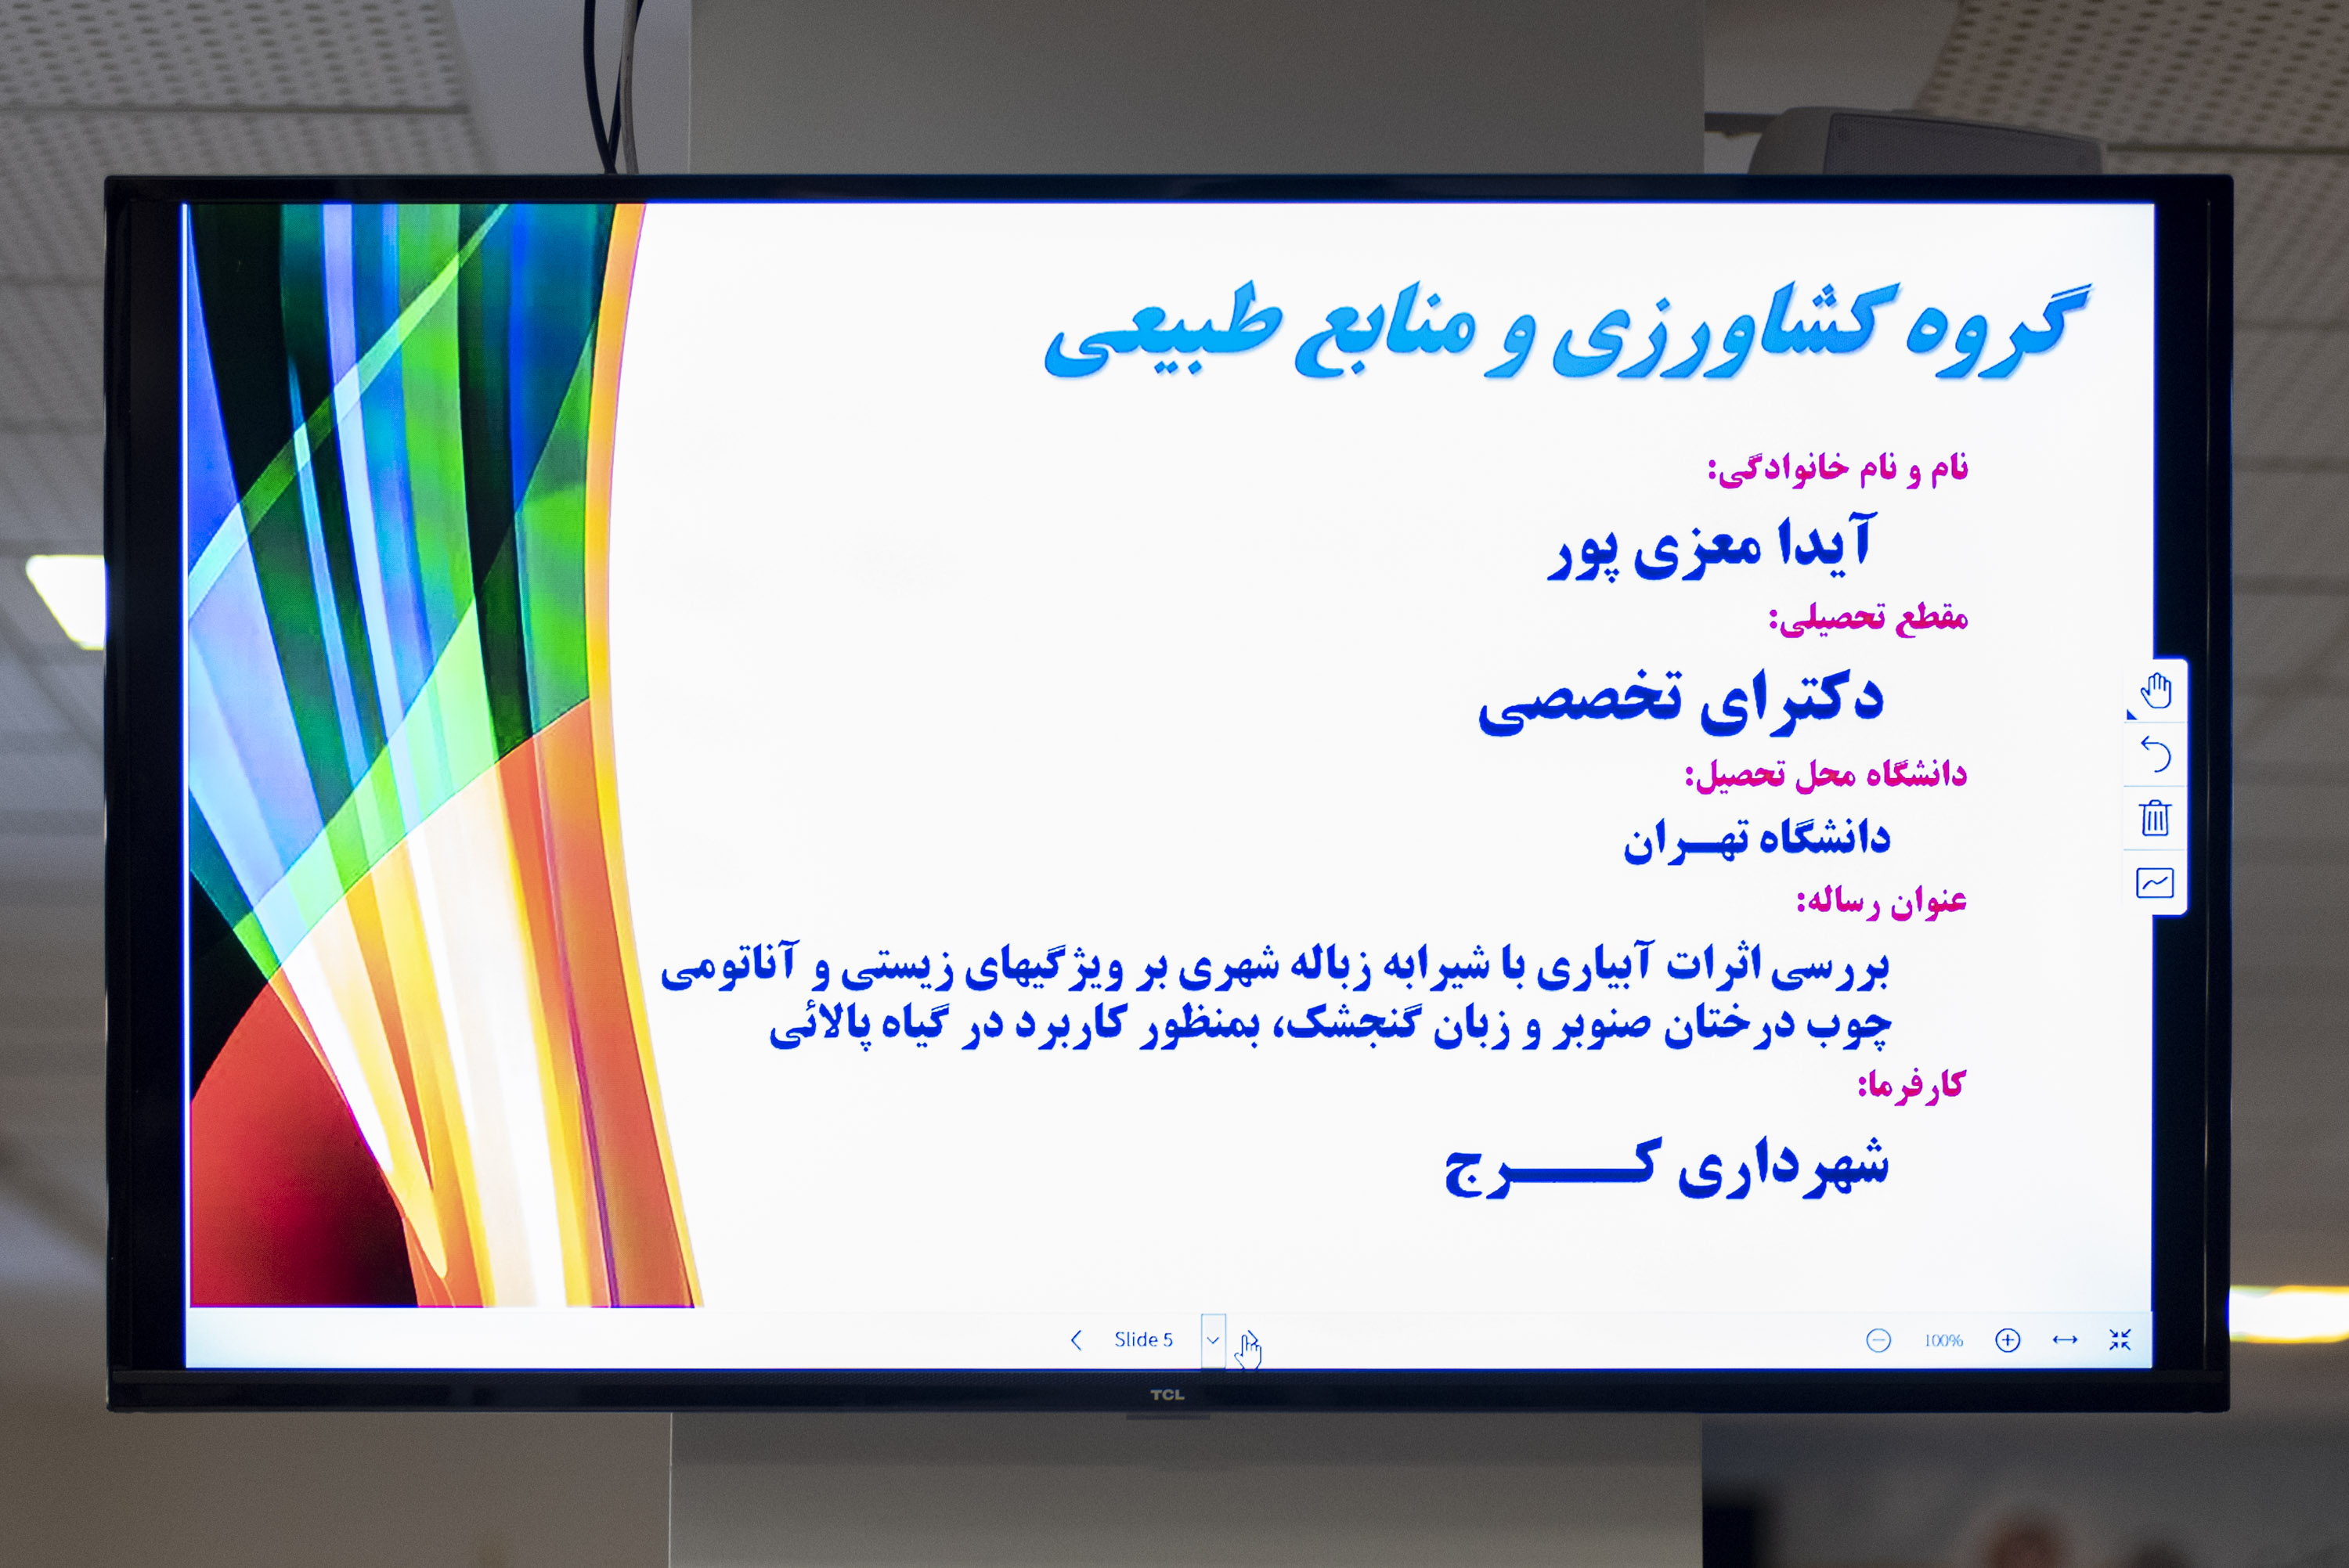 گروه کشاورزی و منابع طبیعی
نام و نام خانوادگی:
آیدا معزی پور
مقطع تحصیلی:
دکترای تخصصی
دانشگاه محل تحصیل:
دانشگاه تهـــران
عنوان رساله:
بررسی اثرات آبیاری با شیرابه زباله شهری بر ویژگیهای زیستی و آناتومی
چوب درختان صنوبر و زبان گنجشک، بمنظور کاربرد در گیاه پالائی
کارفرما:
شهرداری کـــــرج
Slide 5
100%
TCL